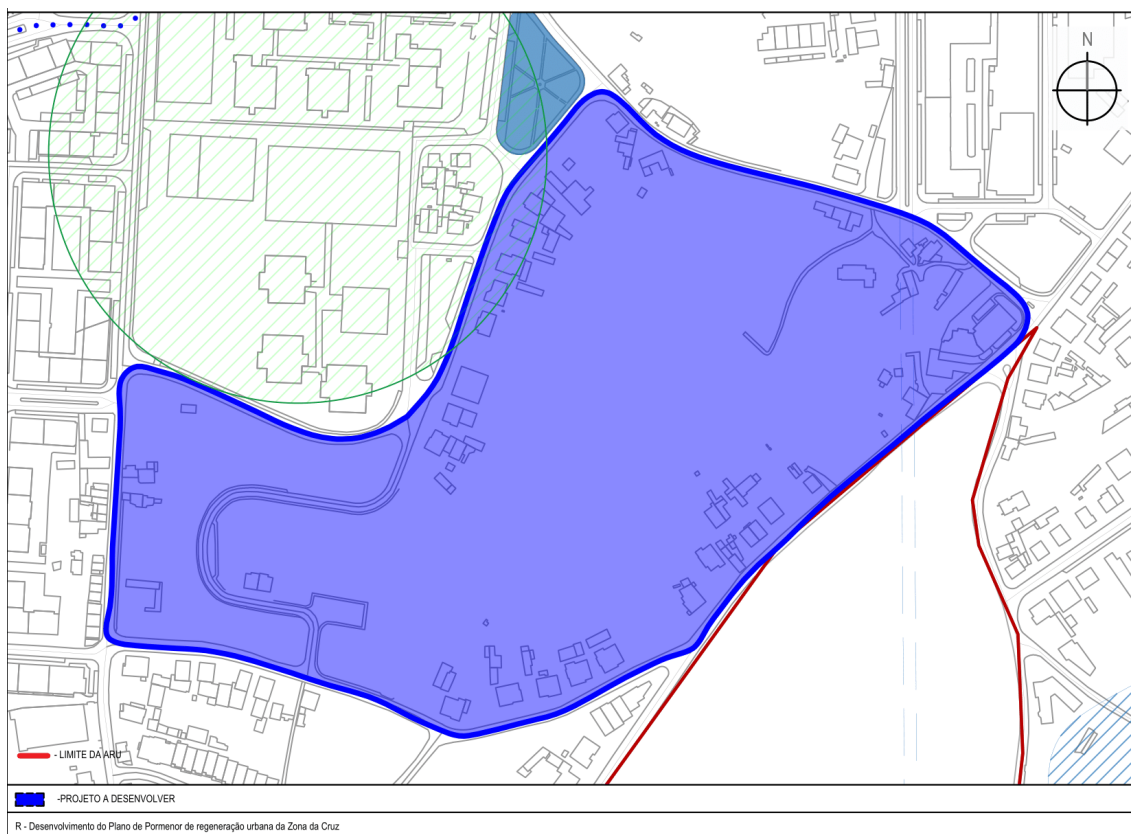 N
- LIMITE DA ARU
-PROJETO A DESENVOLVER
R - Desenvolvimento do Plano de Pormenor de regeneração urbana da Zona da Cruz